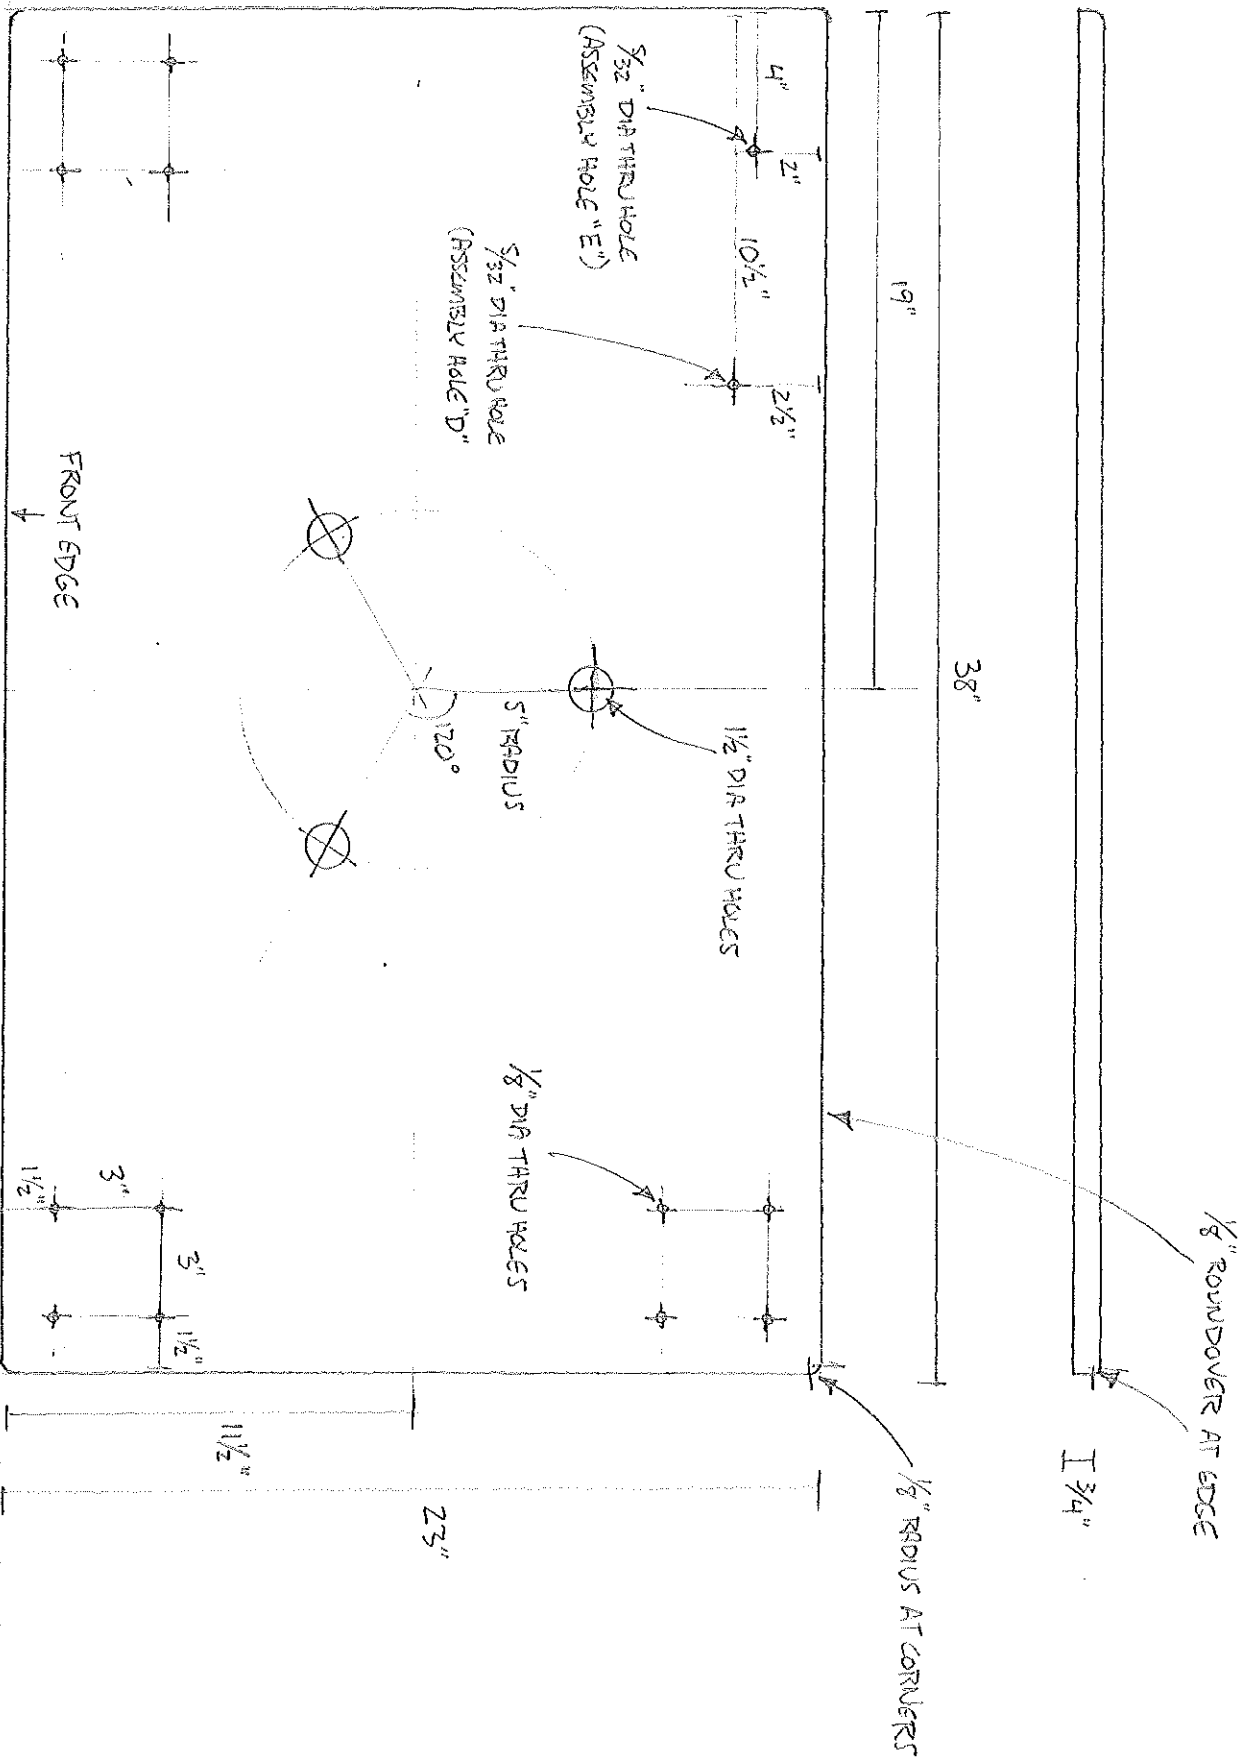 1/8" ROUNDOVER AT EDGE
3/4"
38"
1/8" RADIUS AT CORNERS
19"
4"
2"
10 1/2"
2 1/2"
1 1/2" DIA THRU HOLES
5/32" DIA THRU HOLE
(ASSEMBLY HOLE "E")
5/32" DIA THRU HOLE
(ASSEMBLY HOLE "D")
5" RADIUS
120°
1/8" DIA THRU HOLES
23"
11 1/2"
3"
1 1/2"
3"
1 1/2"
FRONT EDGE